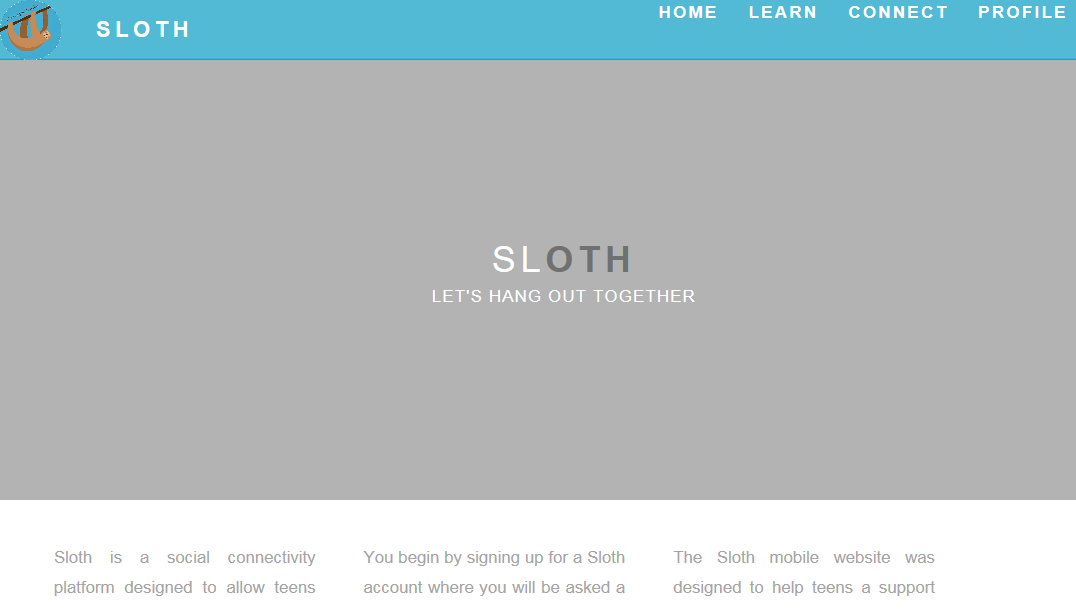 SLOTH
HOME LEARN CONNECT PROFILE
SLOTH
LET'S HANG OUT TOGETHER
Sloth is a social connectivity
platform designed to allow teens
You begin by signing up for a Sloth
account where you will be asked a
The Sloth mobile website was
designed to help teens a support